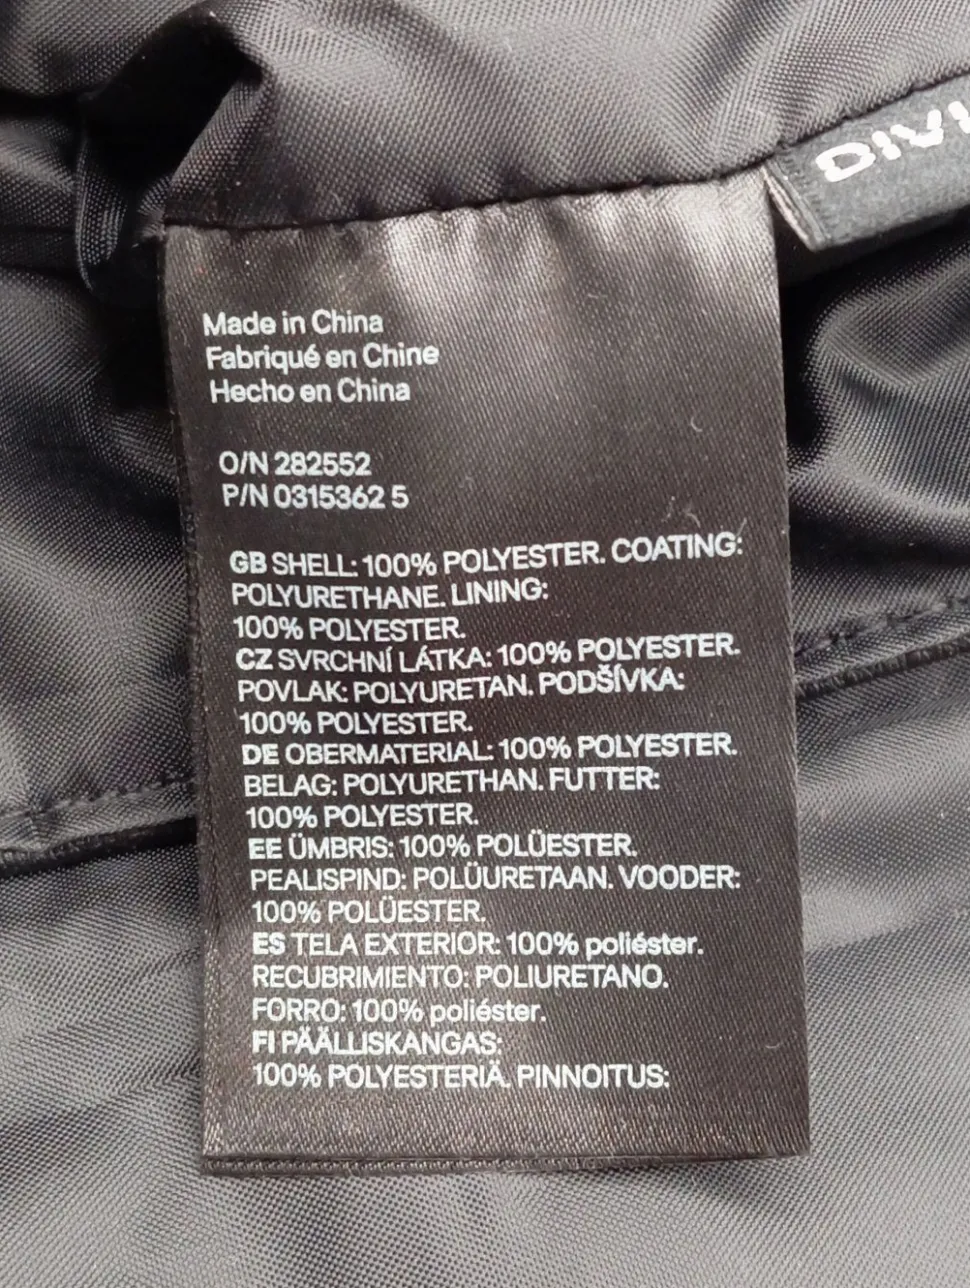 DIVI
Made in China
Fabriqué en Chine
Hecho en China
O/N 282552
P/N 0315362 5
GB SHELL: 100% POLYESTER. COATING:
POLYURETHANE. LINING:
100% POLYESTER.
CZ SVRCHNÍ LÁTKA: 100% POLYESTER.
POVLAK: POLYURETAN. PODŠÍVKA:
100% POLYESTER.
DE OBERMATERIAL: 100% POLYESTER.
BELAG: POLYURETHAN. FUTTER:
100% POLYESTER.
EE ÜMBRIS: 100% POLÜESTER.
PEALISPIND: POLÜURETAAN. VOODER:
100% POLÜESTER.
ES TELA EXTERIOR: 100% poliéster.
RECUBRIMIENTO: POLIURETANO.
FORRO: 100% poliéster.
FI PÄÄLLISKANGAS:
100% POLYESTERIÄ. PINNOITUS: